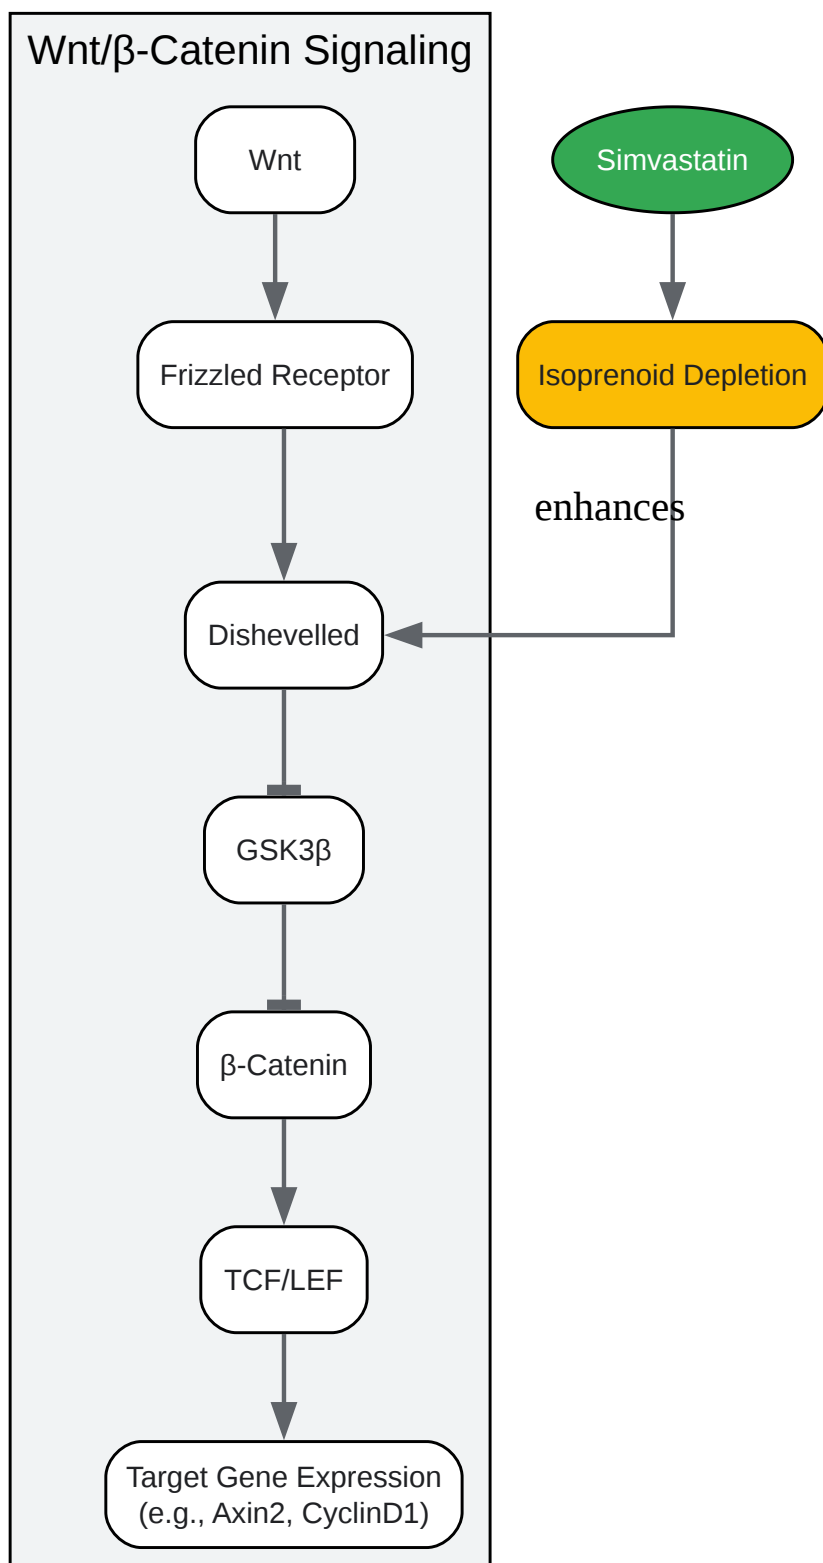 Wnt/β-Catenin Signaling
Wnt
Simvastatin
Frizzled Receptor
Isoprenoid Depletion
enhances
Dishevelled
GSK3β
β-Catenin
TCF/LEF
Target Gene Expression
(e.g., Axin2, CyclinD1)